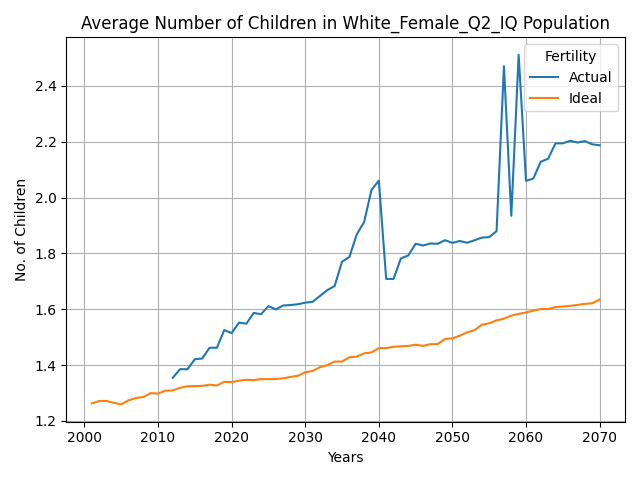 Average Number of Children in White_Female_Q2_IQ Population
Fertility
Actual
Ideal
No. of Children
2.4
2.2
2.0
1.8
1.6
1.4
1.2
2000 2010 2020 2030 2040 2050 2060 2070
Years